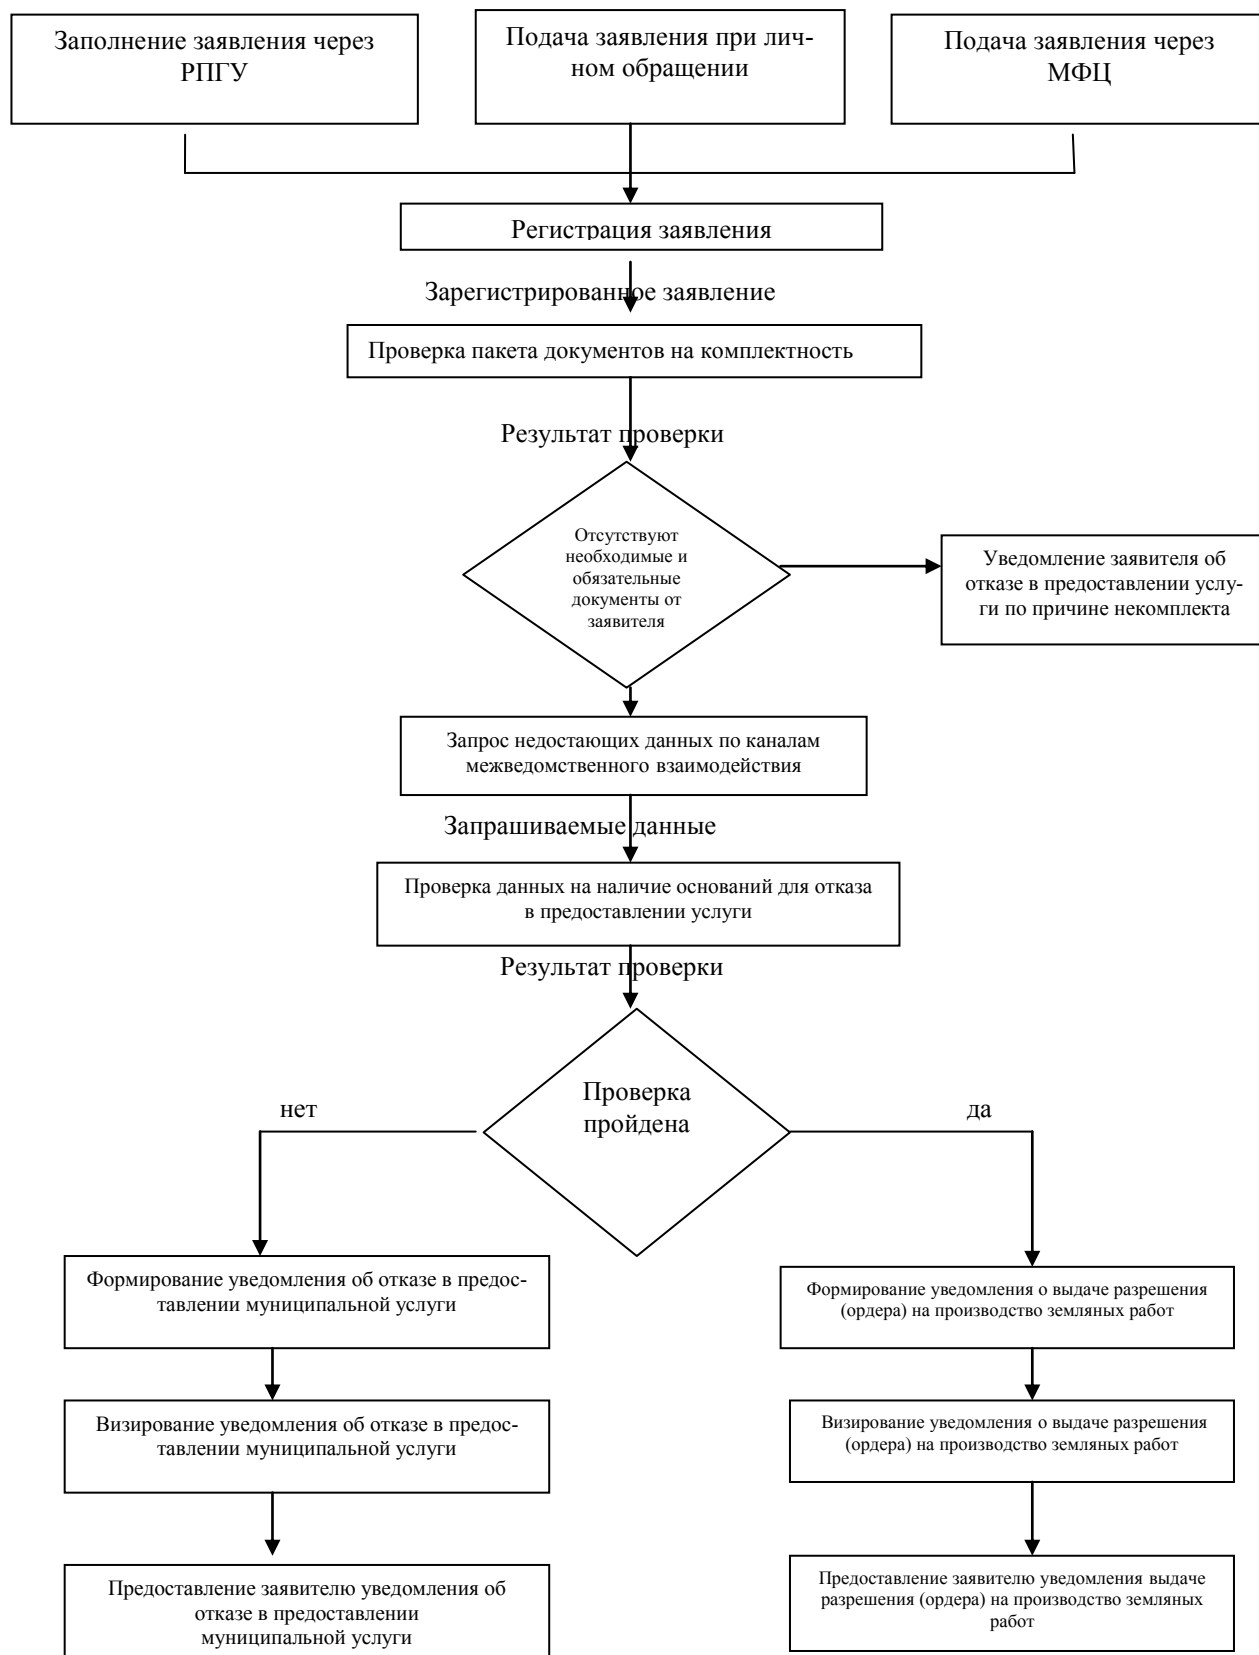 Заполнение заявления через
РПГУ
Подача заявления при лич-
ном обращении
Подача заявления через
МФЦ
Регистрация заявления
Зарегистрированное заявление
Проверка пакета документов на комплектность
Результат проверки
Отсутствуют
необходимые и
обязательные
документы от
заявителя
Уведомление заявителя об
отказе в предоставлении услу-
ги по причине некомплекта
Запрос недостающих данных по каналам
межведомственного взаимодействия
Запрашиваемые данные
Проверка данных на наличие оснований для отказа
в предоставлении услуги
Результат проверки
Проверка
пройдена
нет
да
Формирование уведомления об отказе в предос-
тавлении муниципальной услуги
Формирование уведомления о выдаче разрешения
(ордера) на производство земляных работ
Визирование уведомления об отказе в предос-
тавлении муниципальной услуги
Визирование уведомления о выдаче разрешения
(ордера) на производство земляных работ
Предоставление заявителю уведомления об
отказе в предоставлении
муниципальной услуги
Предоставление заявителю уведомления выдаче
разрешения (ордера) на производство земляных
работ